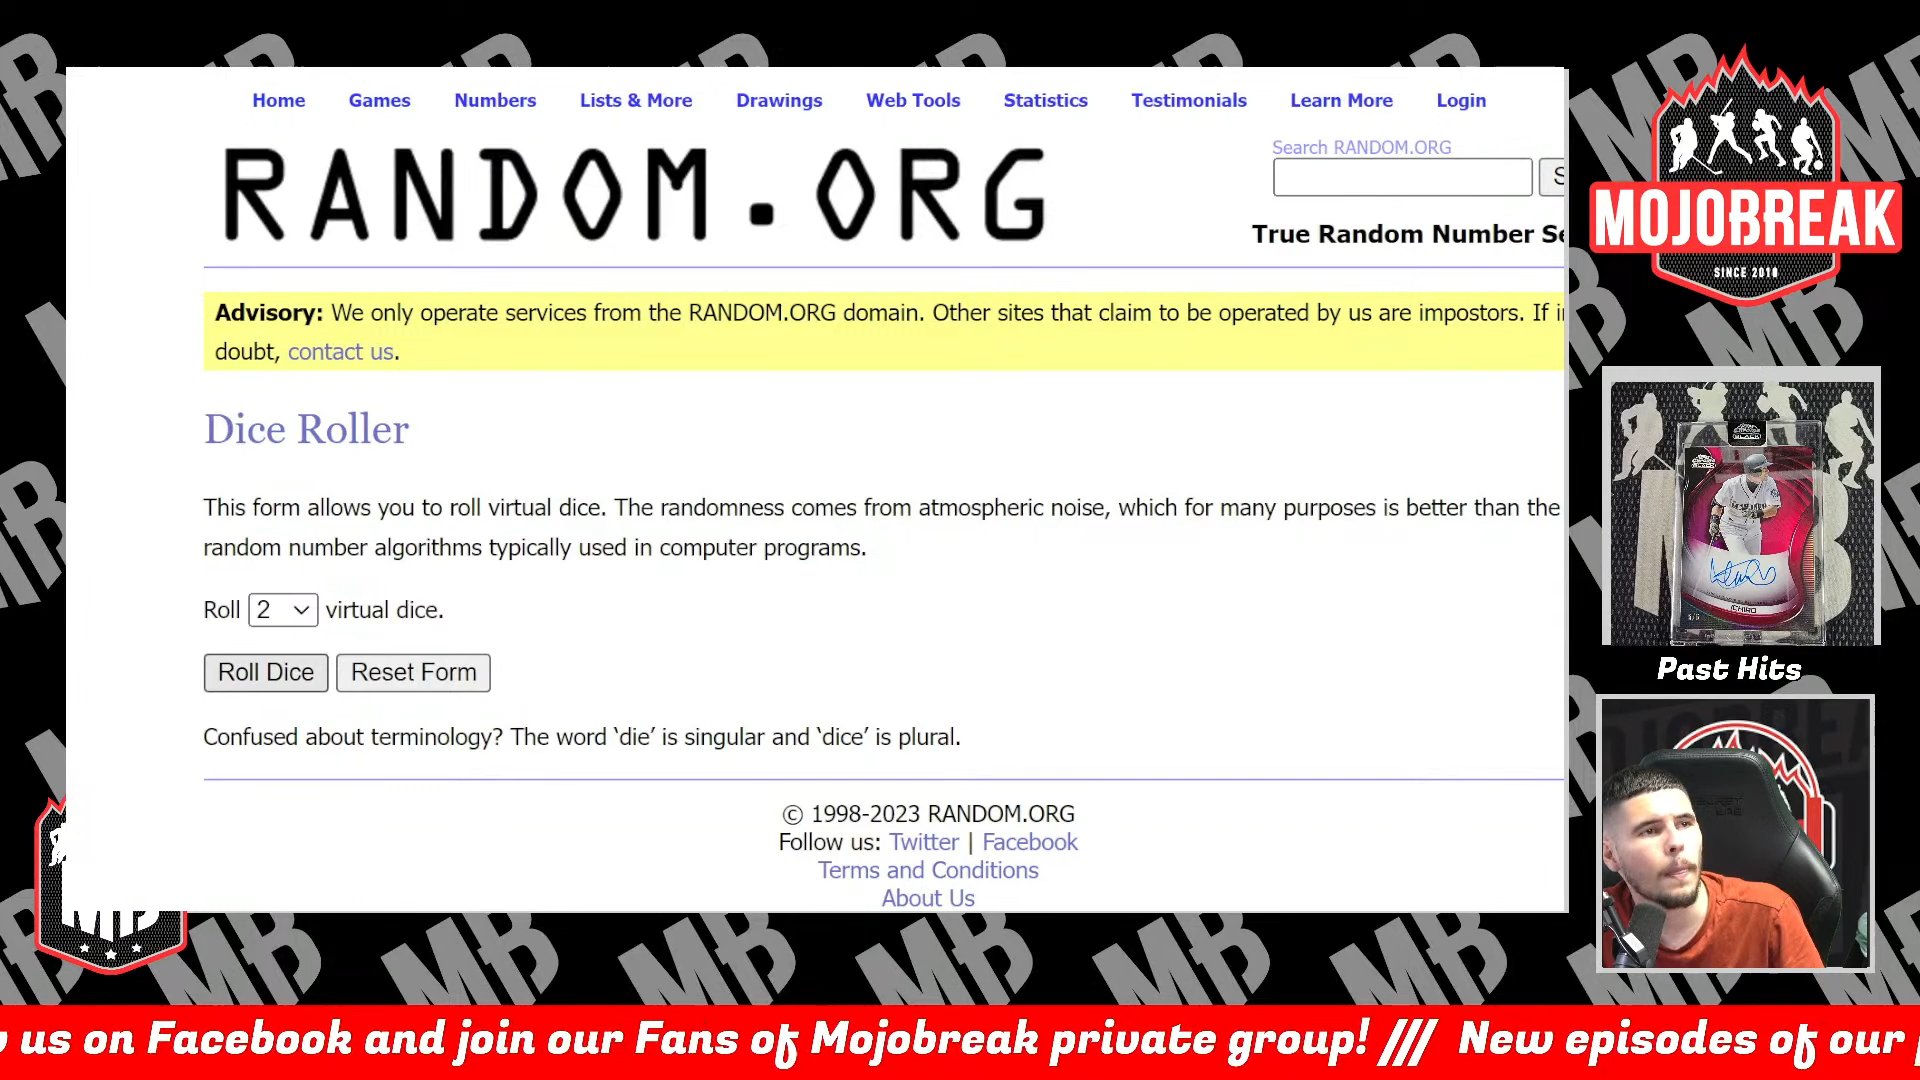 Home Games Numbers Lists & More Drawings Web Tools Statistics Testimonials Learn More Login
RANDOM.ORG
Search RANDOM.ORG
True Random Number Se
Advisory: We only operate services from the RANDOM.ORG domain. Other sites that claim to be operated by us are impostors. If in
doubt, contact us.
Dice Roller
This form allows you to roll virtual dice. The randomness comes from atmospheric noise, which for many purposes is better than the
random number algorithms typically used in computer programs.
Roll 2 virtual dice.
Roll Dice Reset Form
Confused about terminology? The word ‘die’ is singular and ‘dice’ is plural.
© 1998-2023 RANDOM.ORG
Follow us: Twitter | Facebook
Terms and Conditions
About Us
MOJOBREAK
SINCE 2010
ICHIRO
Past Hits
MB
us on Facebook and join our Fans of Mojobreak private group! /// New episodes of our